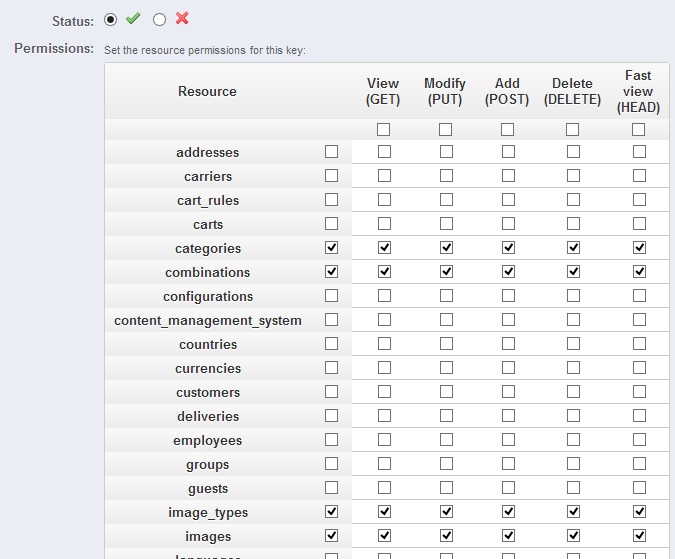 Status:
Permissions: Set the resource permissions for this key:
Resource View (GET) Modify (PUT) Add (POST) Delete (DELETE) Fast view (HEAD)
addresses
carriers
cart_rules
carts
categories
combinations
configurations
content_management_system
countries
currencies
customers
deliveries
employees
groups
guests
image_types
images